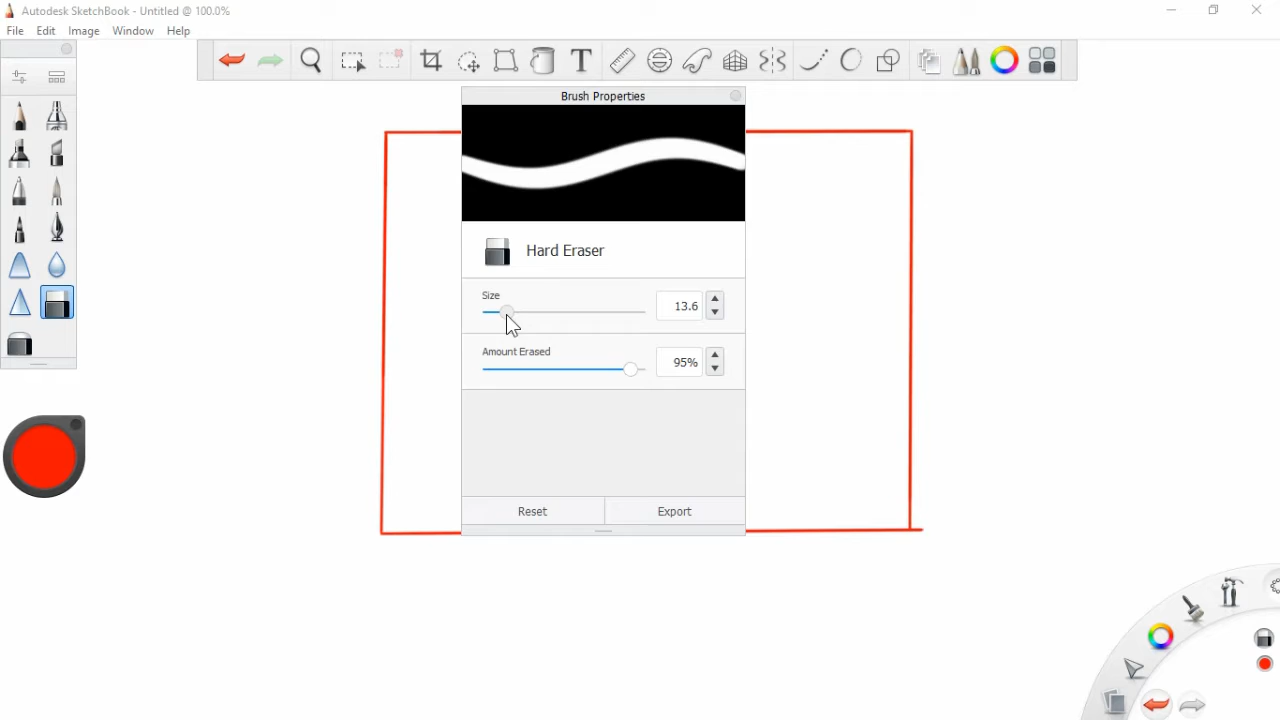 Autodesk SketchBook - Untitled @ 100.0%
File Edit Image Window Help
T
Brush Properties
Hard Eraser
Size
13.6
Amount Erased
95%
Reset Export